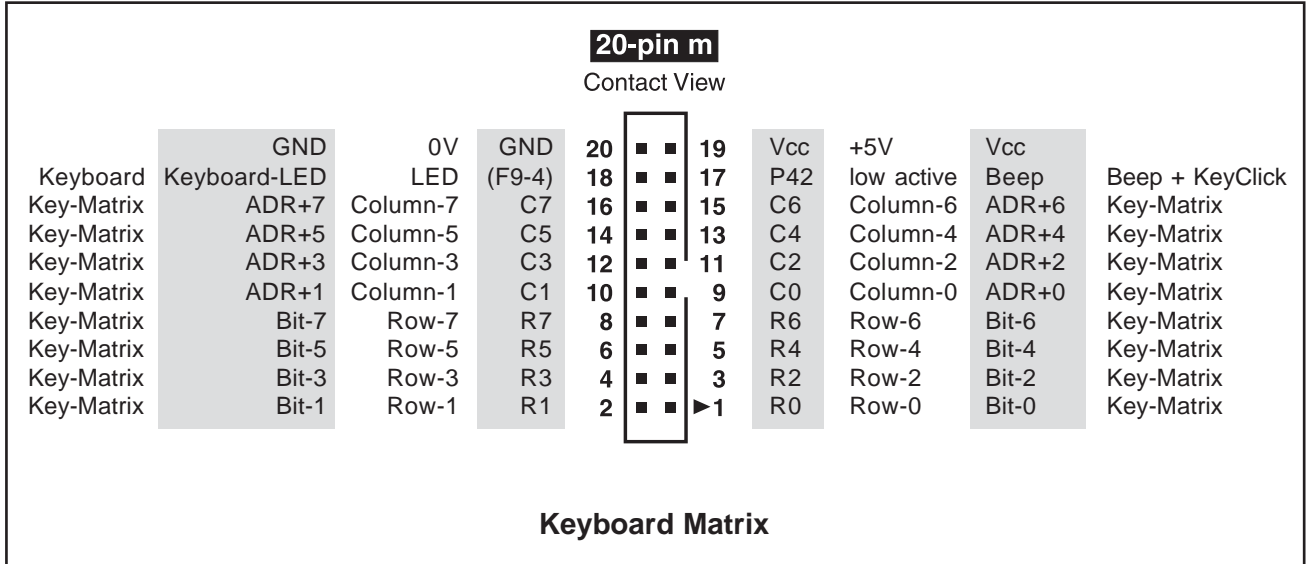 20-pin m
Contact View
GND 0V GND 20 19 Vcc +5V Vcc
Keyboard Keyboard-LED LED (F9-4) 18 17 P42 low active Beep Beep + KeyClick
Key-Matrix ADR+7 Column-7 C7 16 15 C6 Column-6 ADR+6 Key-Matrix
Key-Matrix ADR+5 Column-5 C5 14 13 C4 Column-4 ADR+4 Key-Matrix
Key-Matrix ADR+3 Column-3 C3 12 11 C2 Column-2 ADR+2 Key-Matrix
Key-Matrix ADR+1 Column-1 C1 10 9 C0 Column-0 ADR+0 Key-Matrix
Key-Matrix Bit-7 Row-7 R7 8 7 R6 Row-6 Bit-6 Key-Matrix
Key-Matrix Bit-5 Row-5 R5 6 5 R4 Row-4 Bit-4 Key-Matrix
Key-Matrix Bit-3 Row-3 R3 4 3 R2 Row-2 Bit-2 Key-Matrix
Key-Matrix Bit-1 Row-1 R1 2 1 R0 Row-0 Bit-0 Key-Matrix
Keyboard Matrix